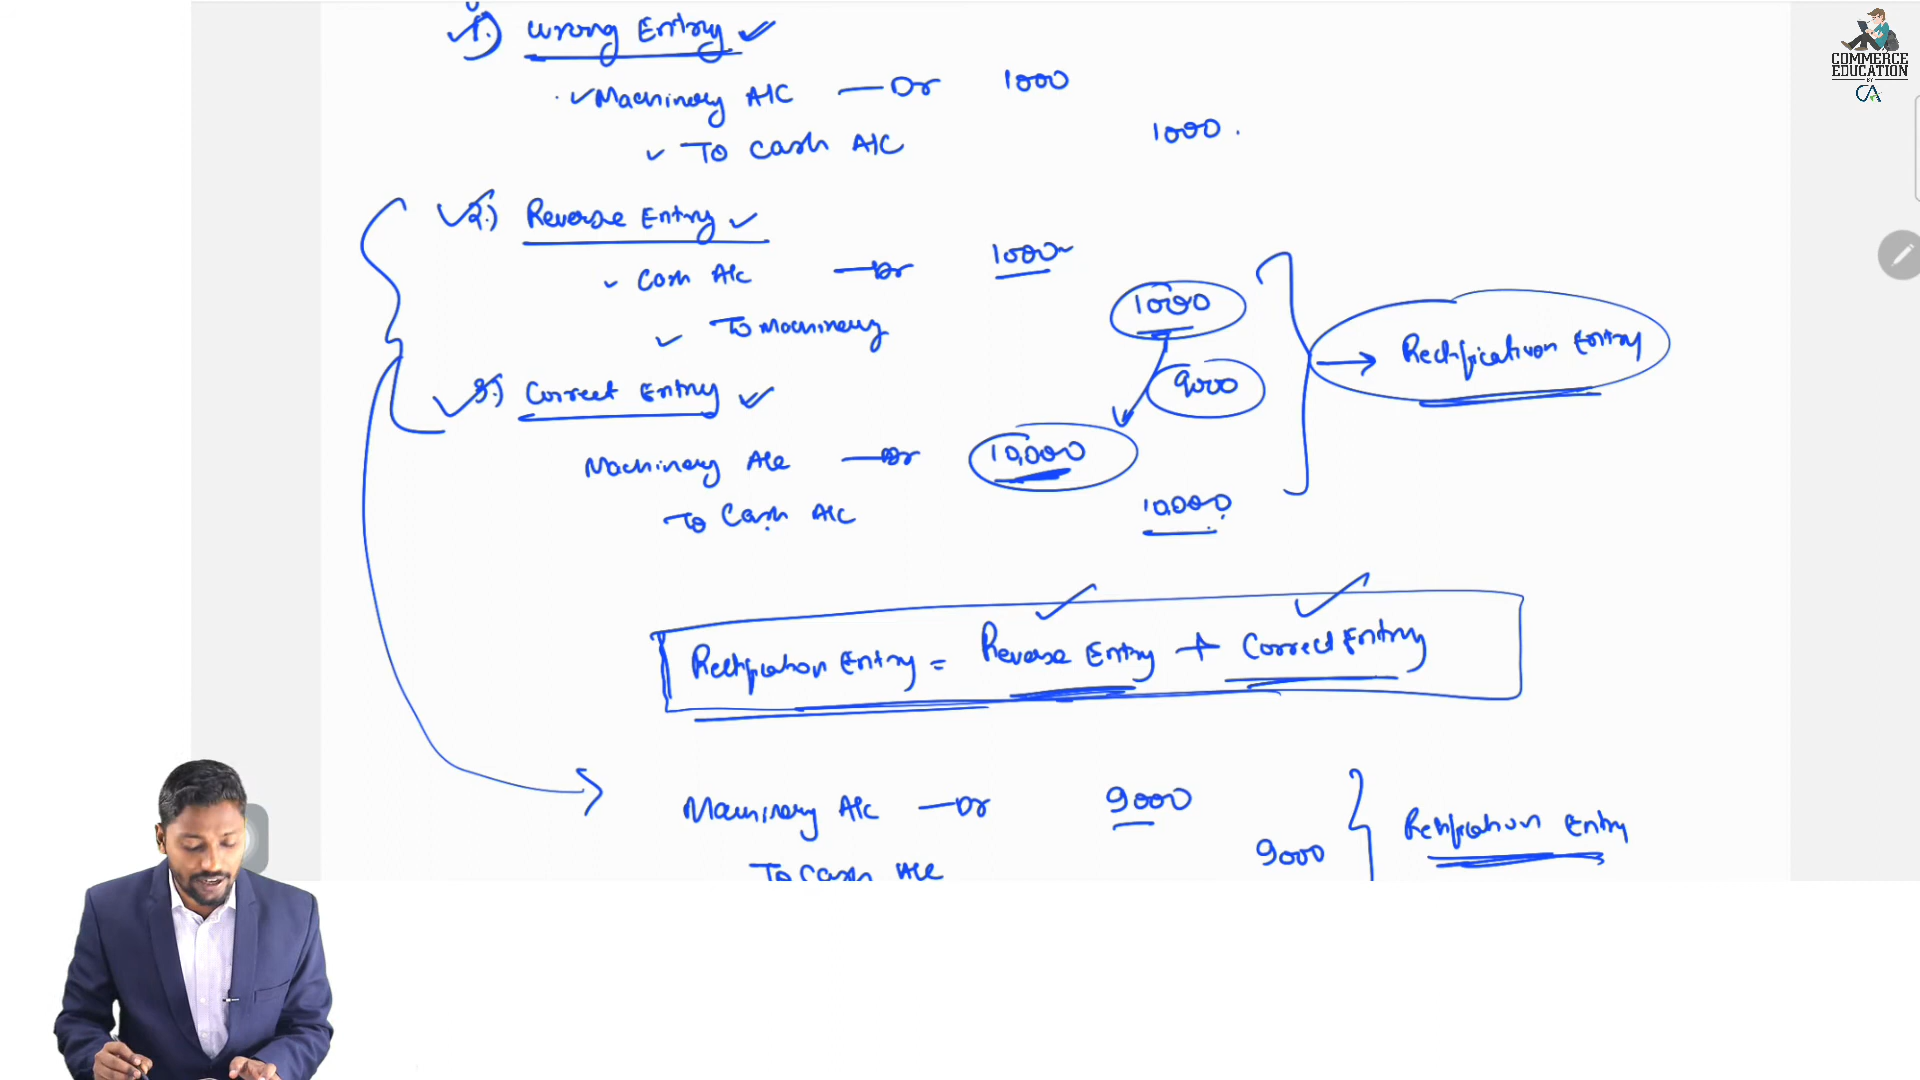 1.) Wrong Entry
Machinery A/C — Dr 1000
To Cash A/C 1000.
2.) Reverse Entry
Cash A/c — Dr 1000
To Machinery 1000
9000
Rectification Entry
3.) Correct Entry
Machinery A/c — Dr 10,000
To Cash A/C 10,000
Rectification Entry = Reverse Entry + Correct Entry
Machinery A/c — Dr 9000
To Cash A/c 9000
Rectification Entry
COMMERCE
EDUCATION
BY
CA